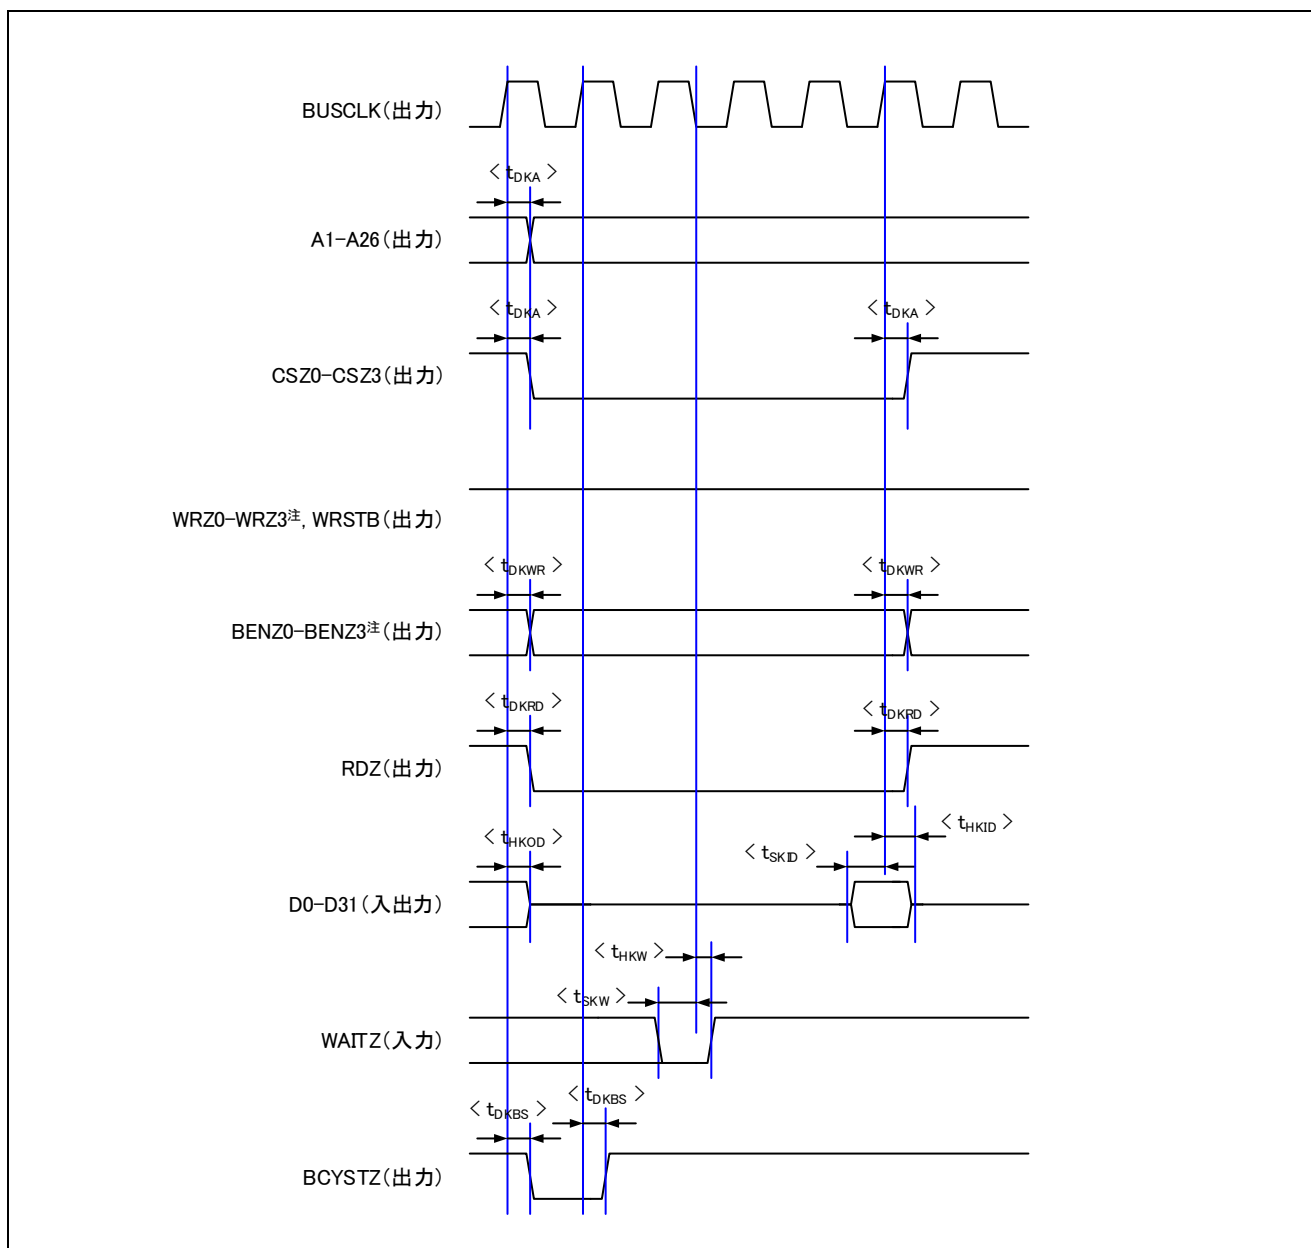 BUSCLK(出力)
< tDKA >
A1-A26(出力)
< tDKA > < tDKA >
CSZ0-CSZ3(出力)
WRZ0-WRZ3注, WRSTB(出力)
< tDKWR > < tDKWR >
BENZ0-BENZ3注(出力)
< tDKRD > < tDKRD >
RDZ(出力)
< tHKID >
< tHKOD > < tSKID >
D0-D31(入出力)
< tHKW >
< tSKW >
WAITZ(入力)
< tDKBS >
< tDKBS >
BCYSTZ(出力)